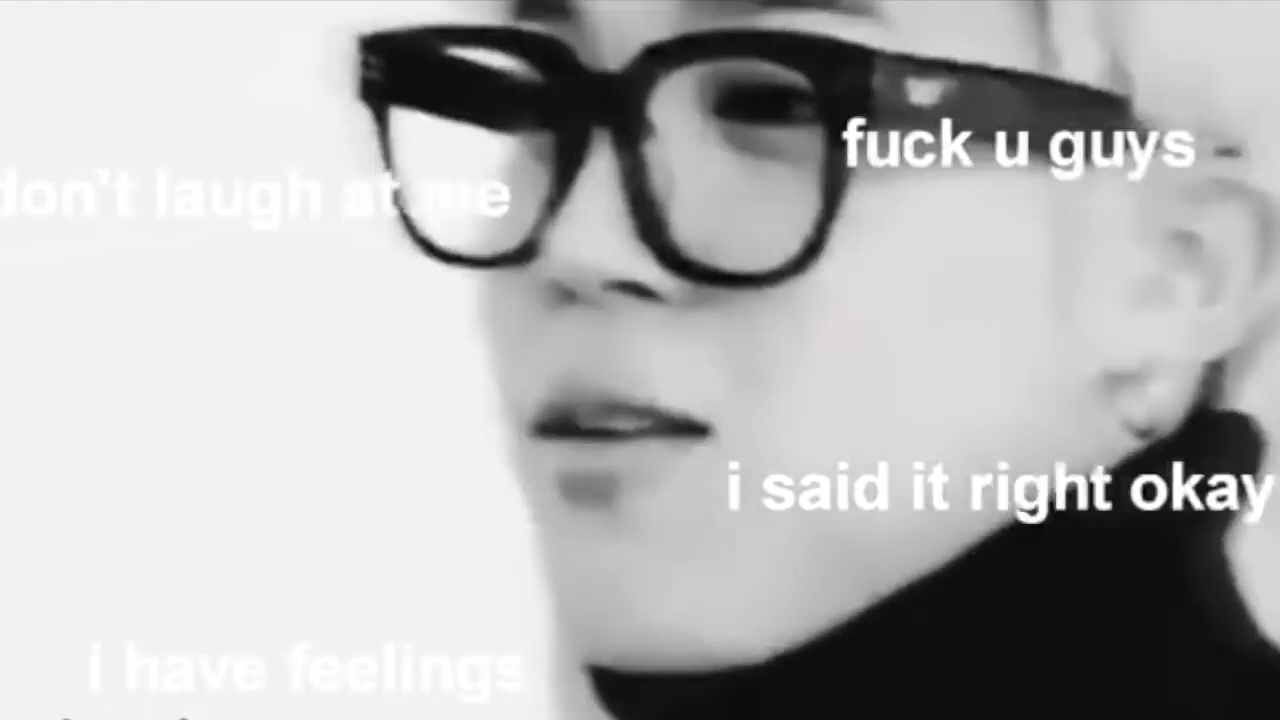 fuck u guys
don't laugh at me
i said it right okay
i have feelings